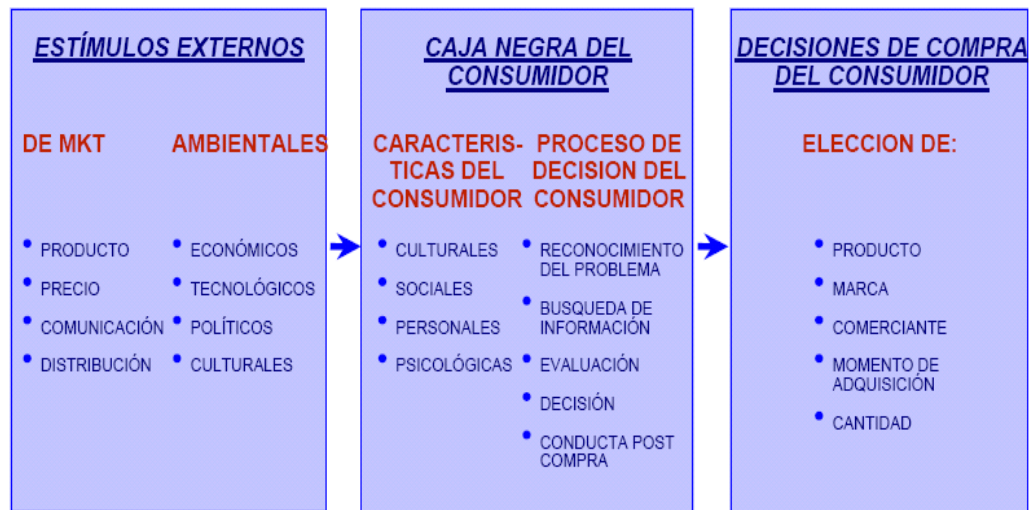 ESTÍMULOS EXTERNOS
DE MKT
AMBIENTALES
• PRODUCTO
• PRECIO
• COMUNICACIÓN
• DISTRIBUCIÓN
• ECONÓMICOS
• TECNOLÓGICOS
• POLÍTICOS
• CULTURALES
CAJA NEGRA DEL
CONSUMIDOR
CARACTERIS-
TICAS DEL
CONSUMIDOR
• CULTURALES
• SOCIALES
• PERSONALES
• PSICOLÓGICAS
PROCESO DE
DECISION DEL
CONSUMIDOR
• RECONOCIMIENTO
DEL PROBLEMA
• BUSQUEDA DE
INFORMACIÓN
• EVALUACIÓN
• DECISIÓN
• CONDUCTA POST
COMPRA
DECISIONES DE COMPRA
DEL CONSUMIDOR
ELECCION DE:
• PRODUCTO
• MARCA
• COMERCIANTE
• MOMENTO DE
ADQUISICIÓN
• CANTIDAD